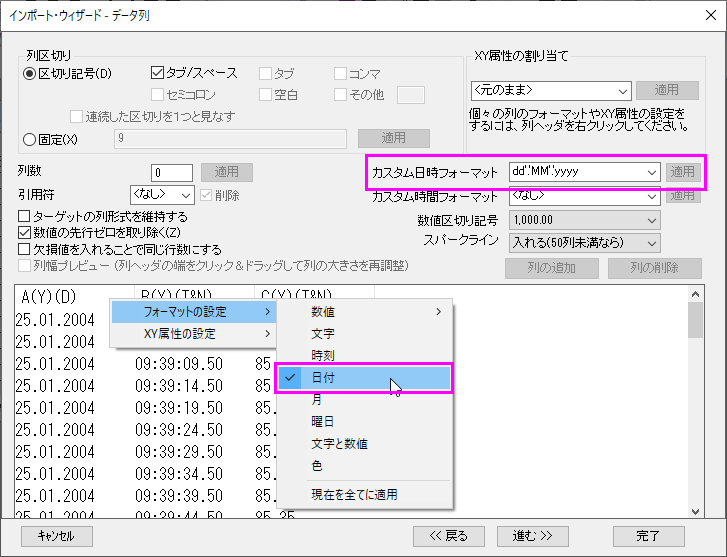 インポート・ウィザード - データ列
列区切り
区切り記号(D)
タブ/スペース
タブ
コンマ
セミコロン
空白
その他
連続した区切りを1つと見なす
固定(X)
9
適用
XY属性の割り当て
<元のまま>
適用
個々の列のフォーマットやXY属性の設定を
するには、列ヘッダを右クリックしてください。
列数
0
適用
引用符
<なし>
削除
ターゲットの列形式を維持する
数値の先行ゼロを取り除く(Z)
欠損値を入れることで同じ行数にする
列幅プレビュー (列ヘッダの端をクリック＆ドラッグして列の大きさを再調整)
カスタム日時フォーマット
dd'.'MM'.'yyyy
適用
カスタム時間フォーマット
<なし>
適用
数値区切り記号
1,000.00
スパークライン
入れる(50列未満なら)
列の追加
列の削除
A(Y)(D) B(Y)(T&N) C(Y)(T&N)
25.01.2004
25.01.2004
25.01.2004 09:39:09.50 85
25.01.2004 09:39:14.50
25.01.2004 09:39:19.50
25.01.2004 09:39:24.50
25.01.2004 09:39:29.50
25.01.2004 09:39:34.50
25.01.2004 09:39:39.50
25.01.2004 09:39:44.50 85.25
フォーマットの設定
XY属性の設定
数値
文字
時刻
日付
月
曜日
文字と数値
色
現在を全てに適用
キャンセル
<< 戻る
進む >>
完了